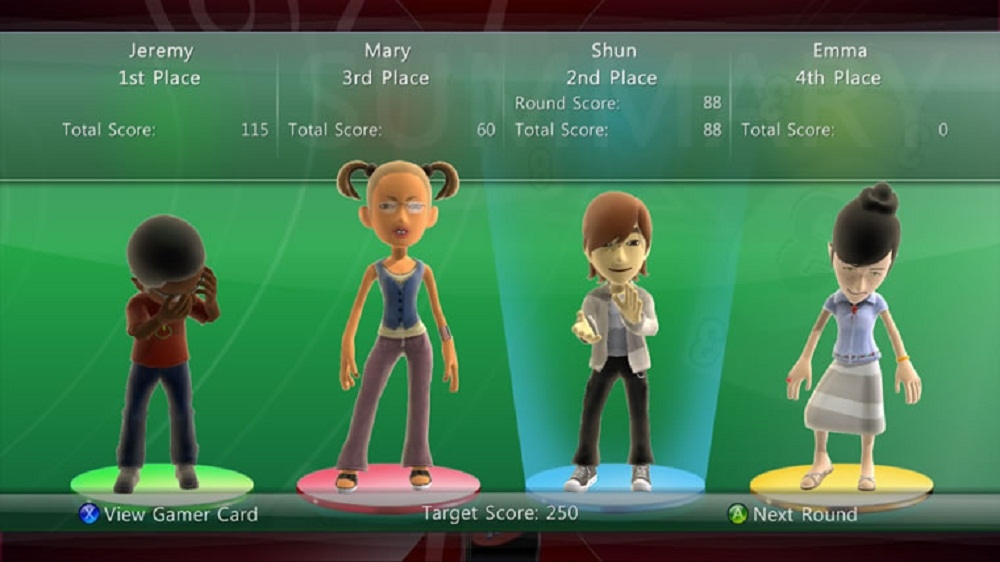 Jeremy
1st Place
Total Score: 115
Mary
3rd Place
Total Score: 60
Shun
2nd Place
Round Score: 88
Total Score: 88
Emma
4th Place
Total Score: 0
SUMMARY
View Gamer Card
Target Score: 250
Next Round
X
A